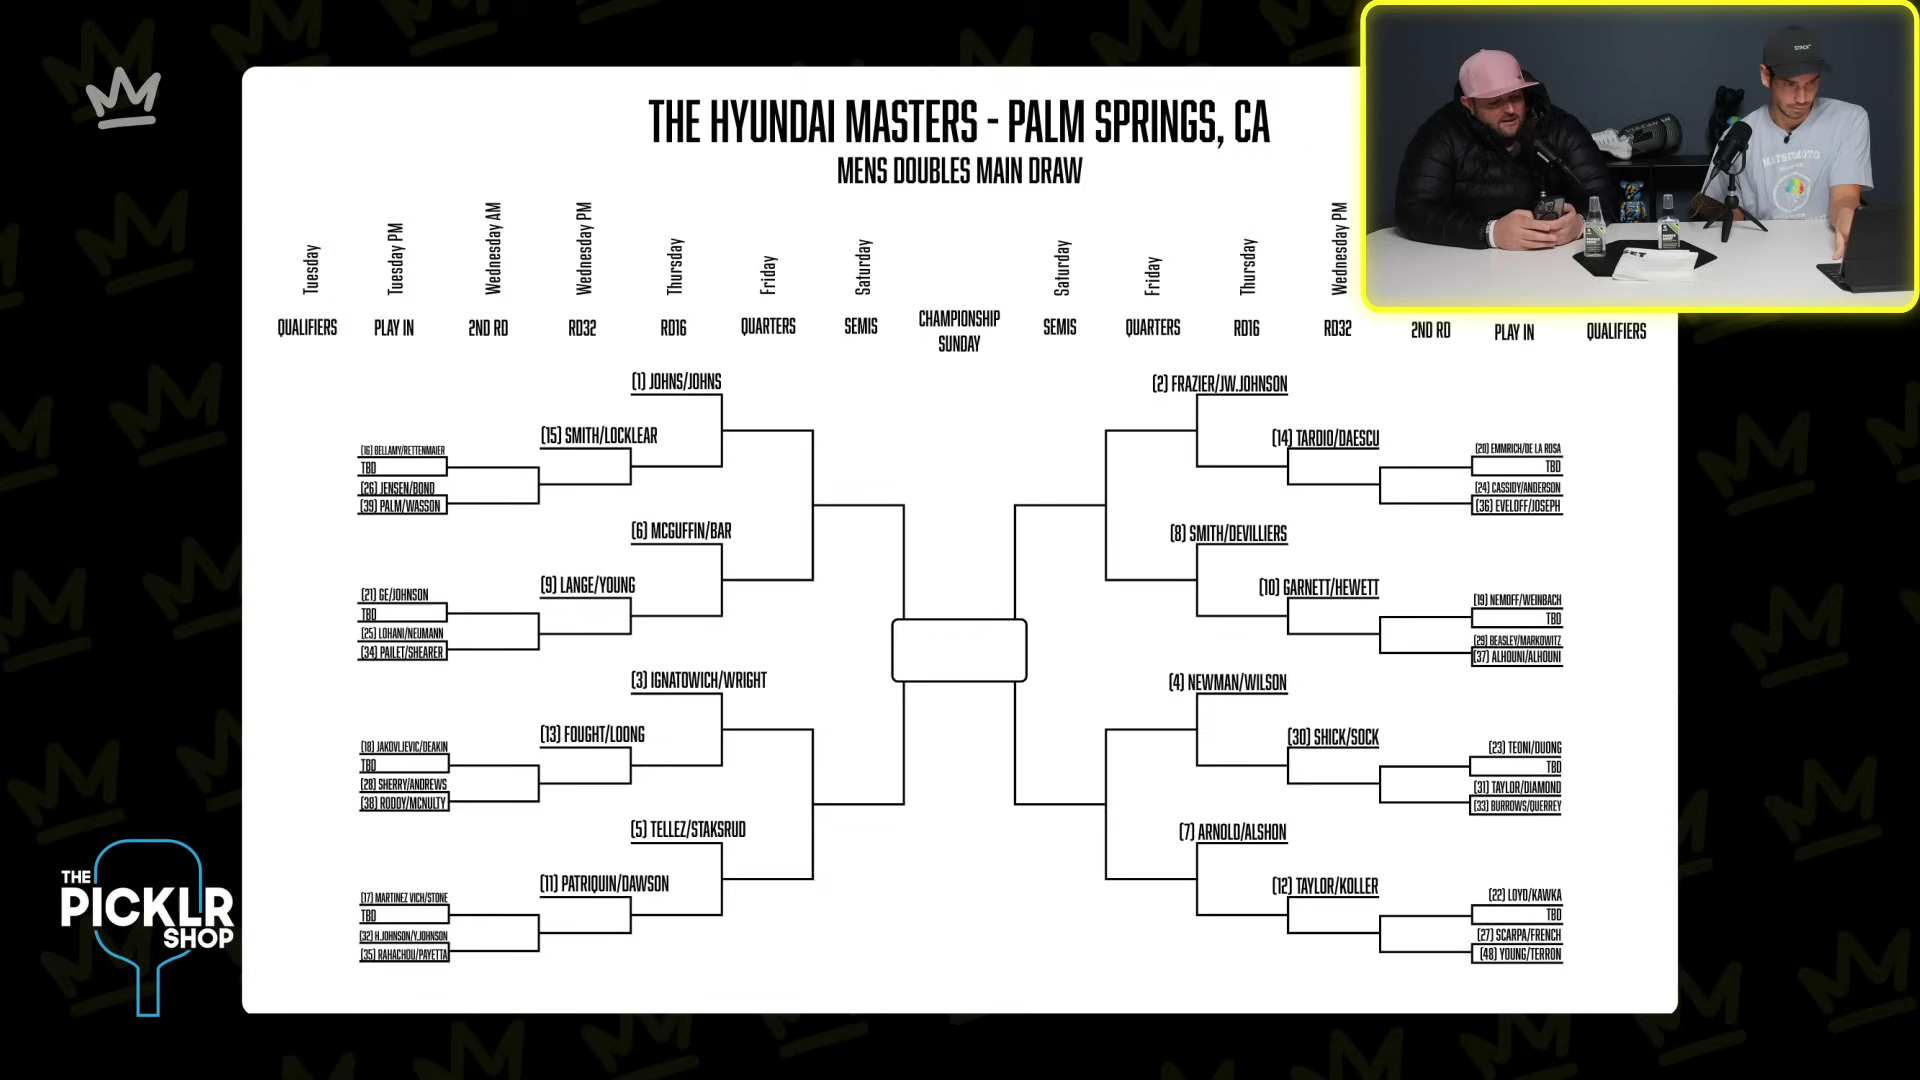 THE HYUNDAI MASTERS - PALM SPRINGS, CA
MENS DOUBLES MAIN DRAW
Tuesday
Tuesday PM
Wednesday AM
Wednesday PM
Thursday
Friday
Saturday
Saturday
Friday
Thursday
Wednesday PM
QUALIFIERS
PLAY IN
2ND RD
RD32
RD16
QUARTERS
SEMIS
CHAMPIONSHIP
SUNDAY
SEMIS
QUARTERS
RD16
RD32
2ND RD
PLAY IN
QUALIFIERS
(1) JOHNS/JOHNS
(15) SMITH/LOCKLEAR
(16) BELLAMY/RETTENMAIER
TBD
(26) JENSEN/BOND
(39) PALM/WASSON
(6) MCGUFFIN/BAR
(9) LANGE/YOUNG
(21) GE/JOHNSON
TBD
(25) LOHANI/NEUMANN
(34) PAILET/SHEARER
(3) IGNATOWICH/WRIGHT
(13) FOUGHT/LOONG
(18) JAKOVLJEVIC/DEAKIN
TBD
(28) SHERRY/ANDREWS
(38) RODDY/MCNULTY
(5) TELLEZ/STAKSRUD
(11) PATRIQUIN/DAWSON
(17) MARTINEZ VICH/STONE
TBD
(32) H.JOHNSON/Y.JOHNSON
(35) RAHACHOU/PAYETTA
(2) FRAZIER/JW.JOHNSON
(14) TARDIO/DAESCU
(20) EMMRICH/DE LA ROSA
TBD
(24) CASSIDY/ANDERSON
(36) EVELOFF/JOSEPH
(8) SMITH/DEVILLIERS
(10) GARNETT/HEWETT
(19) NEMOFF/WEINBACH
TBD
(29) BEASLEY/MARKOWITZ
(37) ALHOUNI/ALHOUNI
(4) NEWMAN/WILSON
(30) SHICK/SOCK
(23) TEONI/DUONG
TBD
(31) TAYLOR/DIAMOND
(33) BURROWS/QUERREY
(7) ARNOLD/ALSHON
(12) TAYLOR/KOLLER
(22) LOYD/KAWKA
TBD
(27) SCARPA/FRENCH
(48) YOUNG/TERRON
THE
PICKLR
SHOP
MATSUMOTO
VULCAN